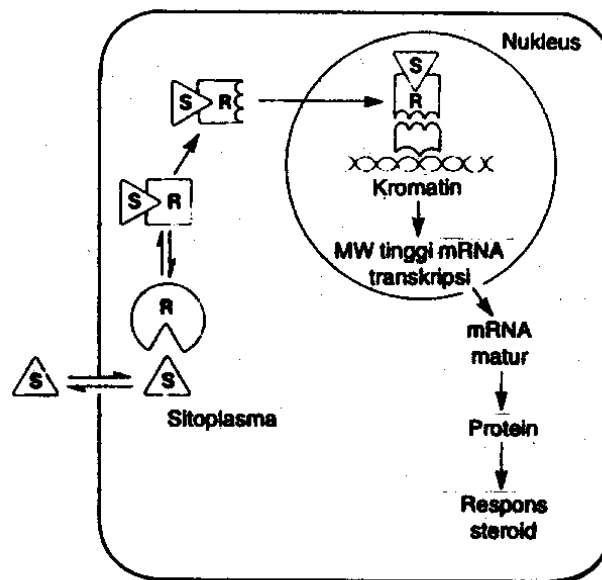 Nukleus
S
R
S R
Kromatin
S R
MW tinggi mRNA
transkripsi
R
mRNA
matur
S
S
Sitoplasma
Protein
Respons
steroid